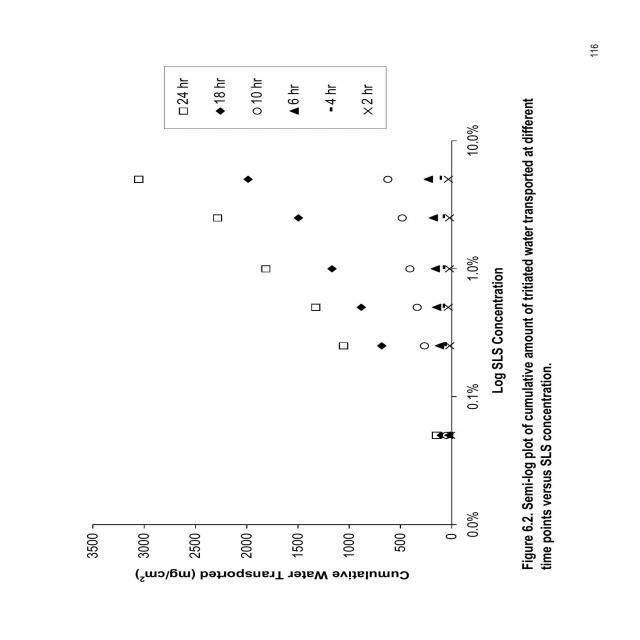 3500
3000
2500
2000
1500
1000
500
0
Cumulative Water Transported (mg/cm²)
0.0%
0.1%
1.0%
10.0%
Log SLS Concentration
24 hr
18 hr
10 hr
6 hr
4 hr
2 hr
Figure 6.2. Semi-log plot of cumulative amount of tritiated water transported at different
time points versus SLS concentration.
116